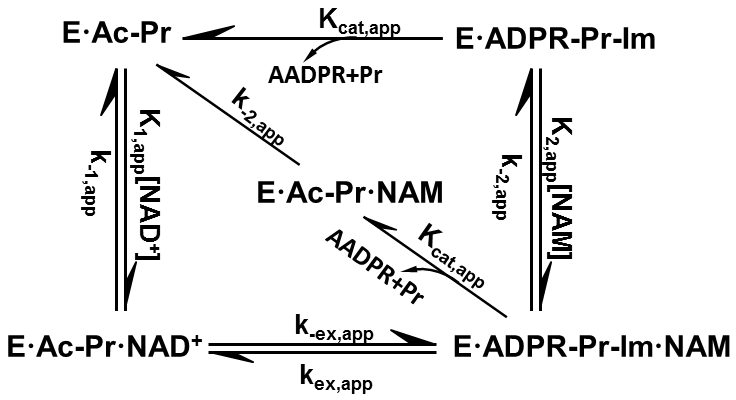 K_cat,app
E·Ac-Pr
E·ADPR-Pr-Im
AADPR+Pr
k_-2,app
K_1,app[NAD⁺]
k_-1,app
K_2,app[NAM]
k_-2,app
E·Ac-Pr·NAM
K_cat,app
AADPR+Pr
k_-ex,app
E·Ac-Pr·NAD⁺
E·ADPR-Pr-Im·NAM
k_ex,app